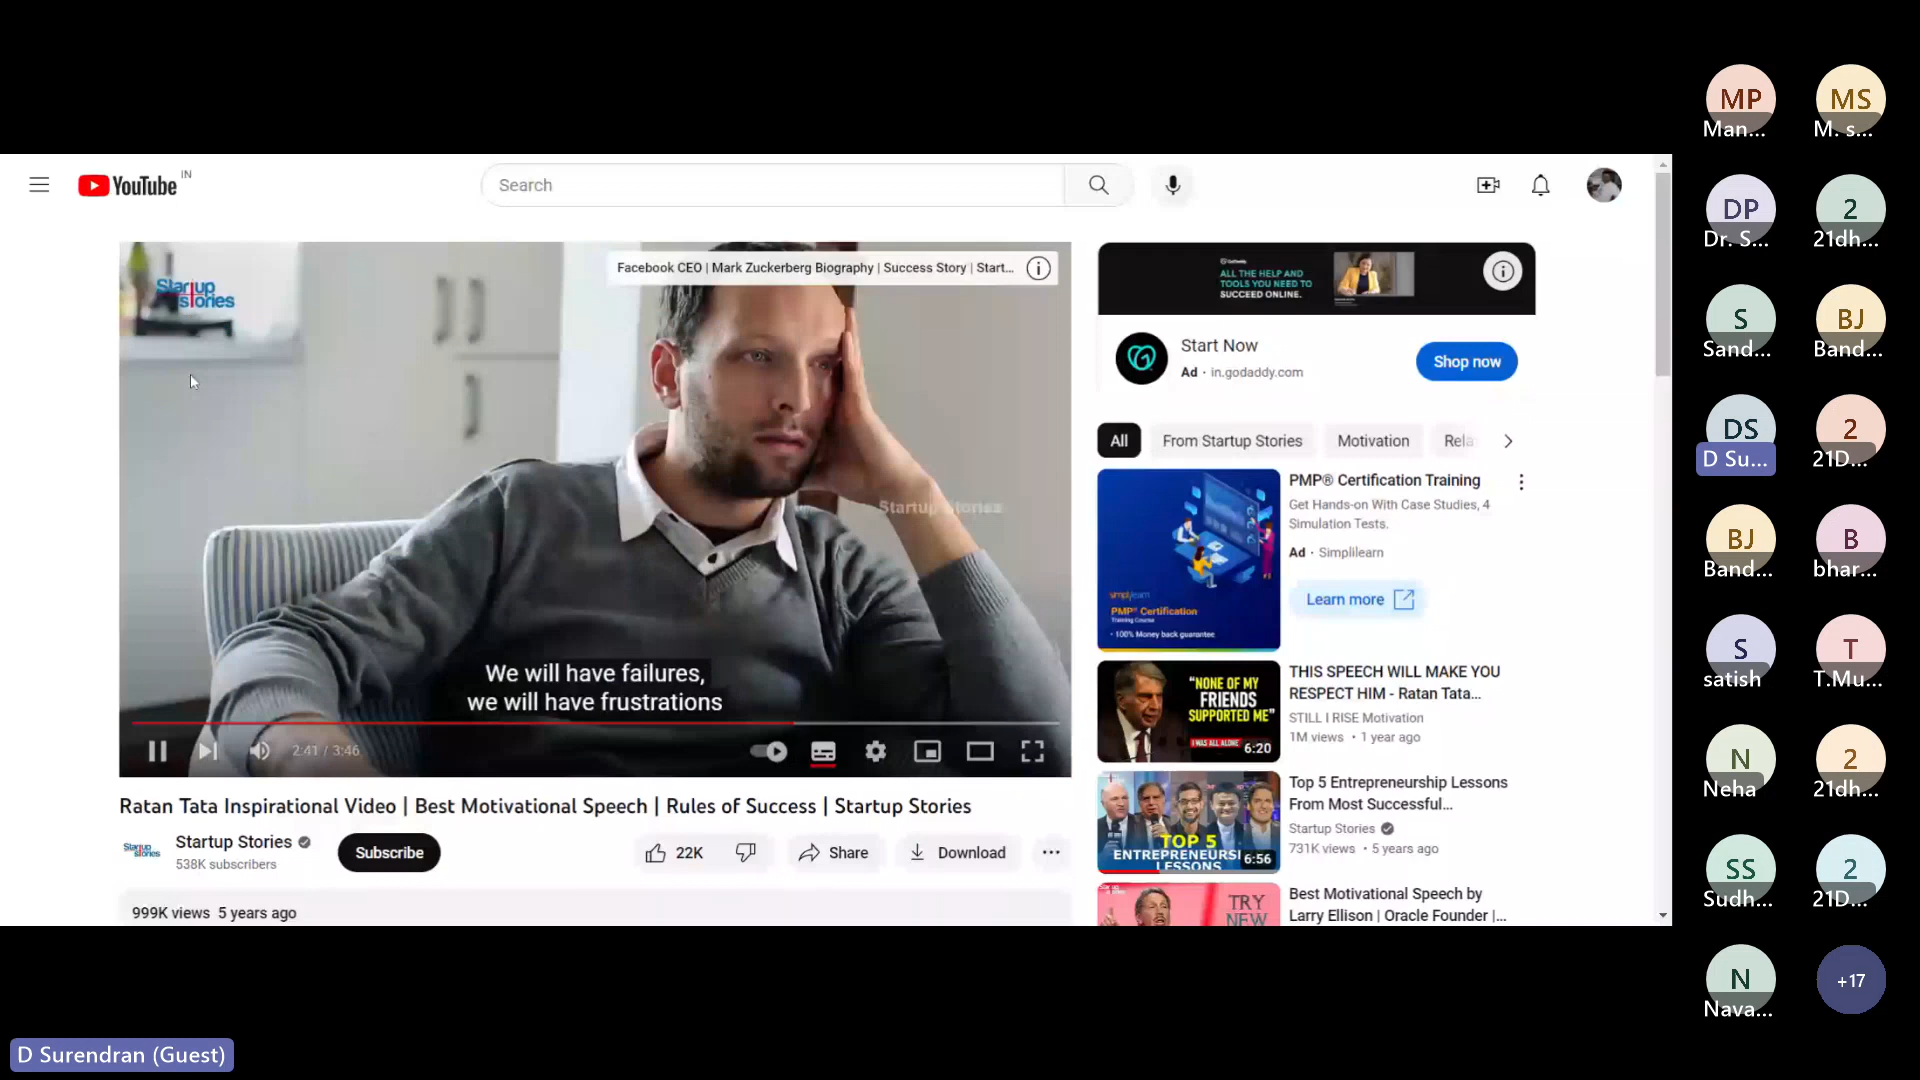 YouTube IN
Search
Startup stories
Facebook CEO | Mark Zuckerberg Biography | Success Story | Start...
Startup Stories
We will have failures,
we will have frustrations
2:41 / 3:46
Ratan Tata Inspirational Video | Best Motivational Speech | Rules of Success | Startup Stories
Startup stories
Startup Stories
538K subscribers
Subscribe
22K
Share
Download
999K views 5 years ago
GoDaddy
ALL THE HELP AND
TOOLS YOU NEED TO
SUCCEED ONLINE.
Start Now
Ad · in.godaddy.com
Shop now
All
From Startup Stories
Motivation
Rela
simplilearn
PMP® Certification
Training Course
• 100% Money back guarantee
PMP® Certification Training
Get Hands-on With Case Studies, 4
Simulation Tests.
Ad · Simplilearn
Learn more
"NONE OF MY
FRIENDS
SUPPORTED ME"
I WAS ALL ALONE
6:20
THIS SPEECH WILL MAKE YOU
RESPECT HIM - Ratan Tata...
STILL I RISE Motivation
1M views • 1 year ago
TOP 5
ENTREPRENEURSHI
LESSONS
6:56
Top 5 Entrepreneurship Lessons
From Most Successful...
Startup Stories
731K views • 5 years ago
TRY
NEW
Best Motivational Speech by
Larry Ellison | Oracle Founder |...
MP
Man...
MS
M. s...
DP
Dr. S...
2
21dh...
S
Sand...
BJ
Band...
DS
D Su...
2
21D...
BJ
Band...
B
bhar...
S
satish
T
T.Mu...
N
Neha
2
21dh...
SS
Sudh...
2
21D...
N
Nava...
+17
D Surendran (Guest)